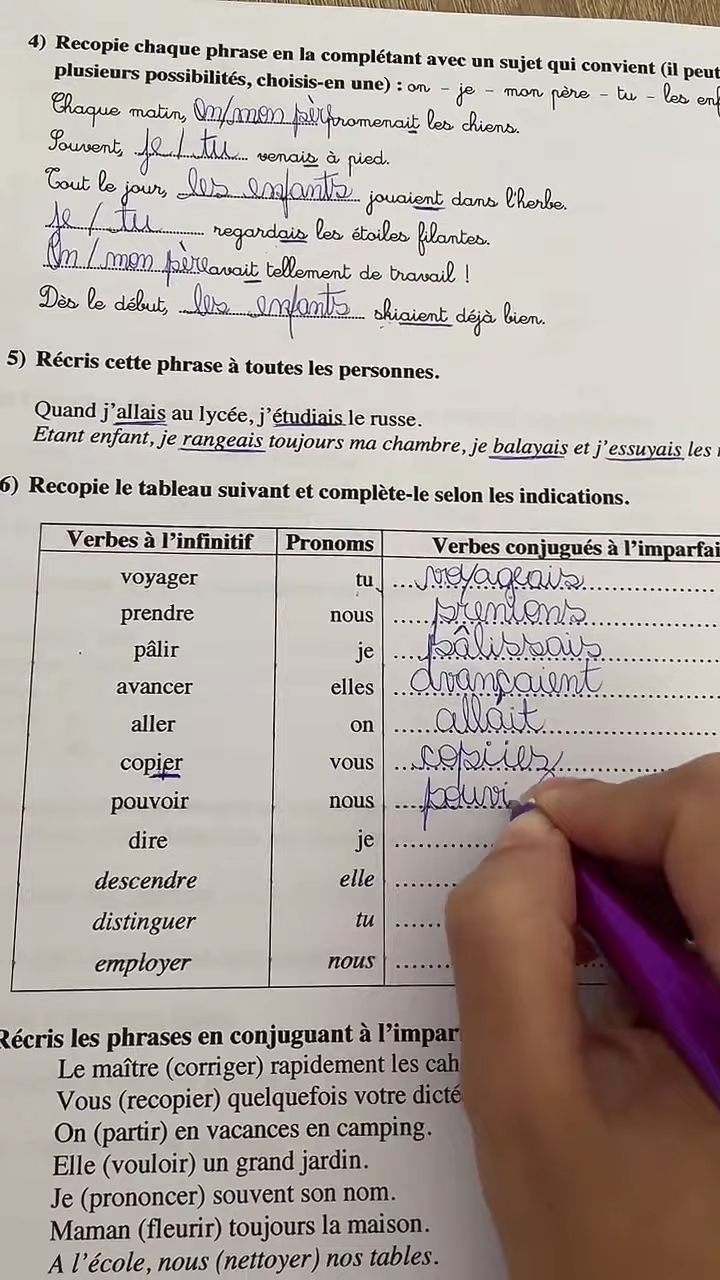 4) Recopie chaque phrase en la complétant avec un sujet qui convient (il peut
plusieurs possibilités, choisis-en une) : on - je - mon père - tu - les enf
Chaque matin, On/mon père promenait les chiens.
Souvent, je / tu venais à pied.
Tout le jour, les enfants jouaient dans l'herbe.
je / tu regardais les étoiles filantes.
On / mon père avait tellement de travail !
Dès le début, les enfants skiaient déjà bien.
5) Récris cette phrase à toutes les personnes.
Quand j'allais au lycée, j'étudiais le russe.
Etant enfant, je rangeais toujours ma chambre, je balayais et j'essuyais les
6) Recopie le tableau suivant et complète-le selon les indications.
Verbes à l'infinitif Pronoms Verbes conjugués à l'imparfai
voyager tu voyageais
prendre nous prenions
pâlir je pâlissais
avancer elles avançaient
aller on allait
copier vous copiiez
pouvoir nous pouvi
dire je
descendre elle
distinguer tu
employer nous
Récris les phrases en conjuguant à l'impar
Le maître (corriger) rapidement les cah
Vous (recopier) quelquefois votre dicté
On (partir) en vacances en camping.
Elle (vouloir) un grand jardin.
Je (prononcer) souvent son nom.
Maman (fleurir) toujours la maison.
A l'école, nous (nettoyer) nos tables.